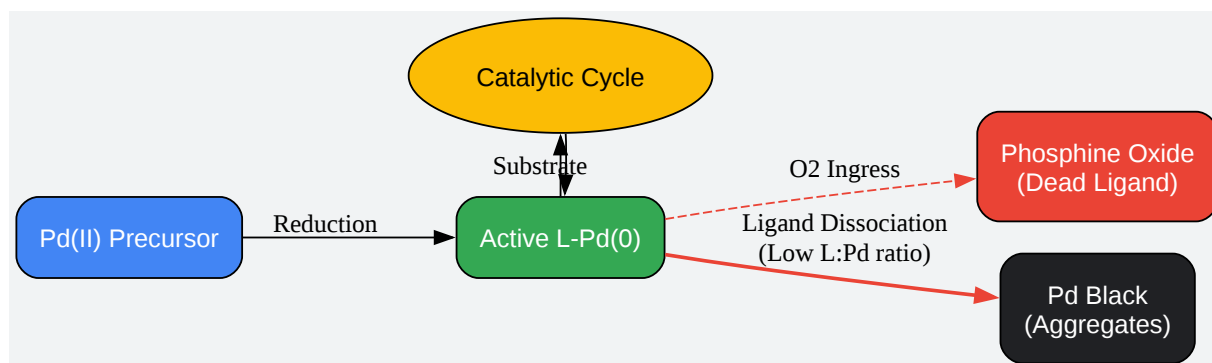 Catalytic Cycle
Substrate
Pd(II) Precursor
Reduction
Active L-Pd(0)
O2 Ingress
Phosphine Oxide
(Dead Ligand)
Ligand Dissociation
(Low L:Pd ratio)
Pd Black
(Aggregates)